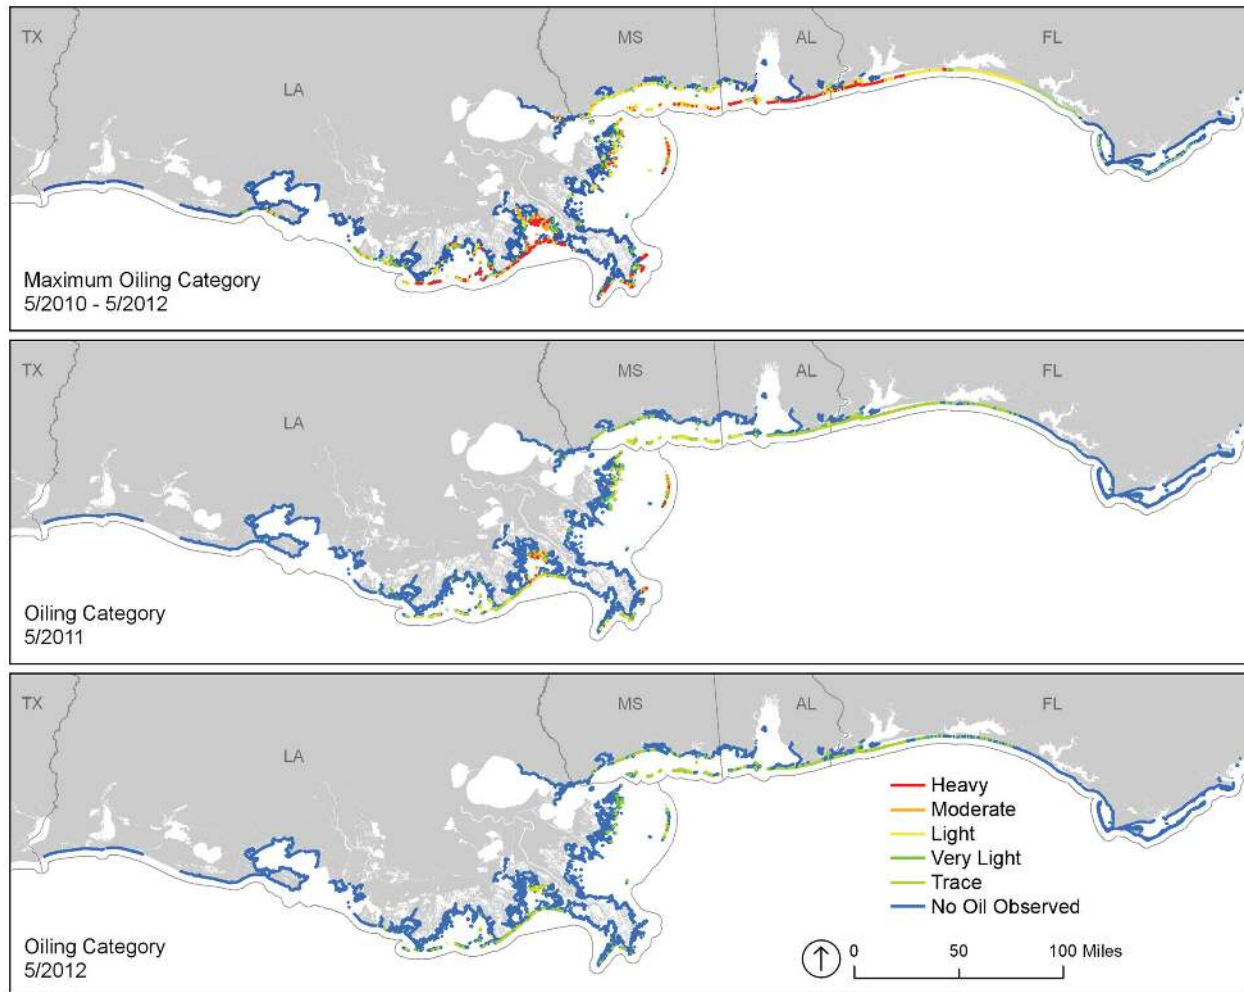 TX
LA
MS
AL
FL
Maximum Oiling Category
5/2010 - 5/2012
TX
LA
MS
AL
FL
Oiling Category
5/2011
TX
LA
MS
AL
FL
Heavy
Moderate
Light
Very Light
Trace
No Oil Observed
Oiling Category
5/2012
0 50 100 Miles